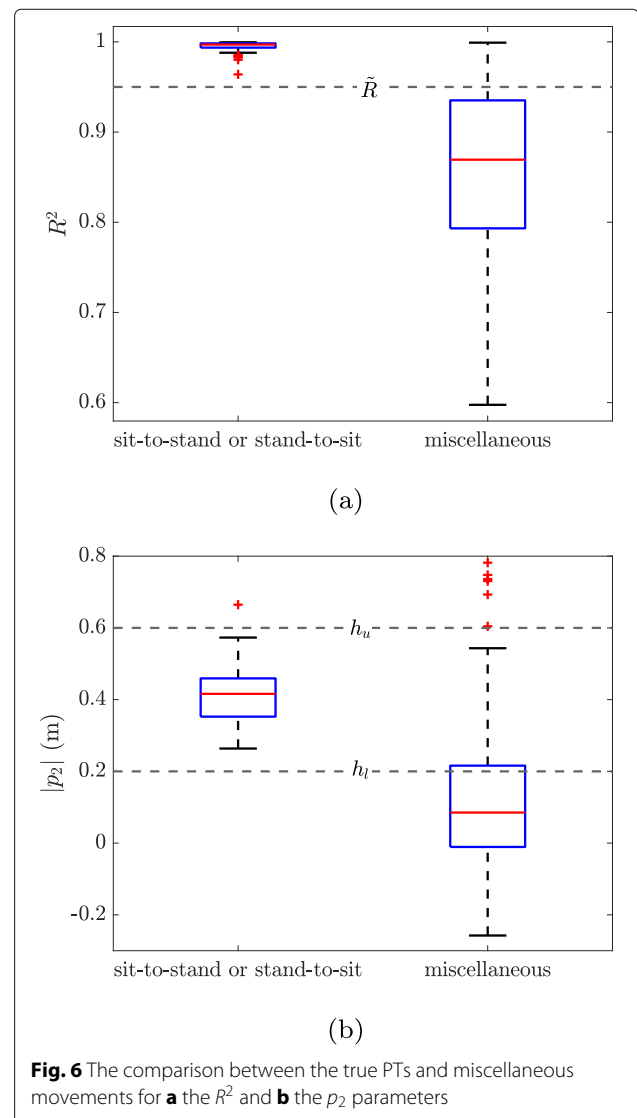 1
0.9
0.8
0.7
0.6
R²
R̃
sit-to-stand or stand-to-sit
miscellaneous
(a)
0.8
0.6
0.4
0.2
0
-0.2
|p₂| (m)
hᵤ
hₗ
sit-to-stand or stand-to-sit
miscellaneous
(b)
Fig. 6 The comparison between the true PTs and miscellaneous
movements for a the R² and b the p₂ parameters